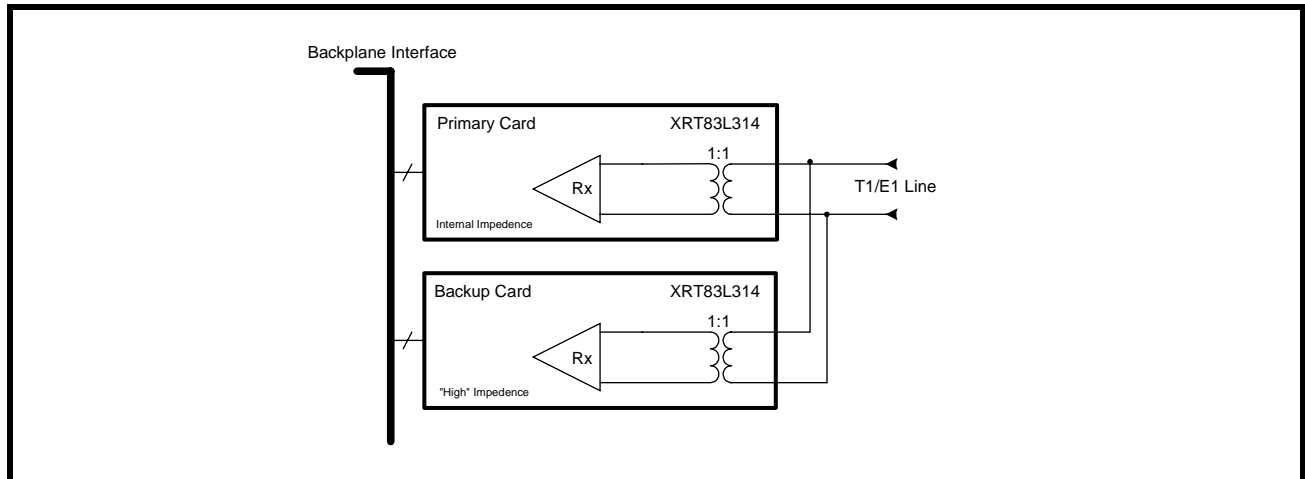 Backplane Interface
Primary Card
XRT83L314
1:1
Rx
T1/E1 Line
Internal Impedence
Backup Card
XRT83L314
1:1
Rx
"High" Impedence